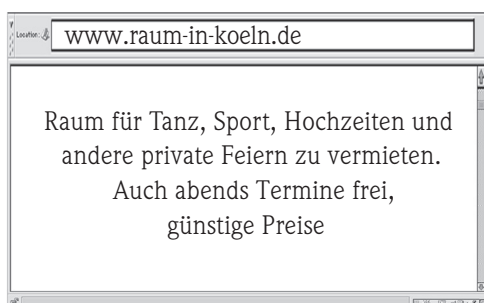 Location: www.raum-in-koeln.de
Raum für Tanz, Sport, Hochzeiten und
andere private Feiern zu vermieten.
Auch abends Termine frei,
günstige Preise